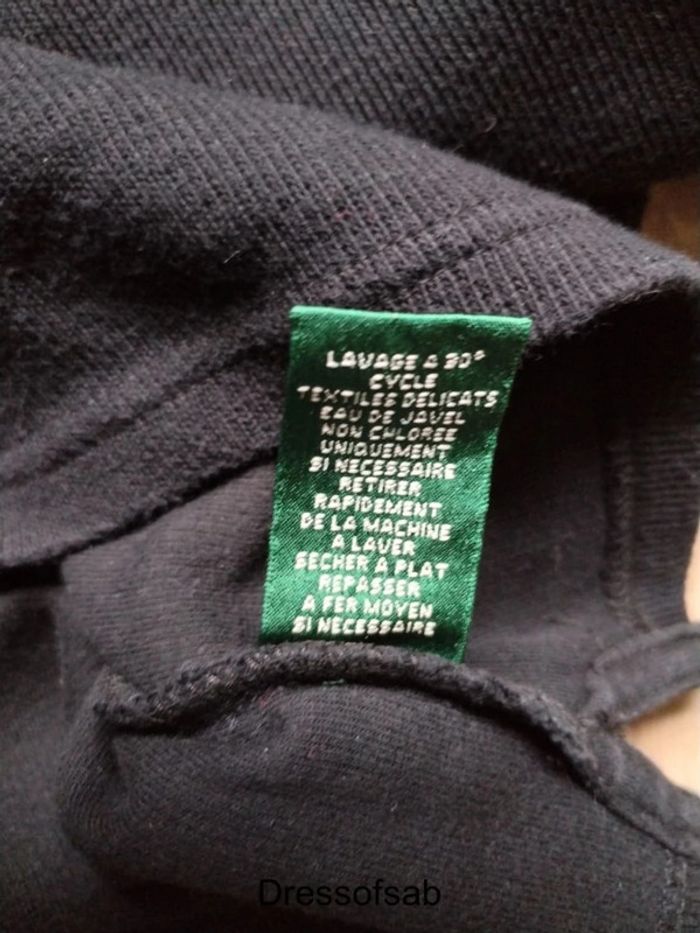 LAVAGE A 30°
CYCLE
TEXTILES DELICATS
EAU DE JAVEL
NON CHLOREE
UNIQUEMENT
SI NECESSAIRE
RETIRER
RAPIDEMENT
DE LA MACHINE
A LAVER
SECHER A PLAT
REPASSER
A FER MOYEN
SI NECESSAIRE
Dressofsab